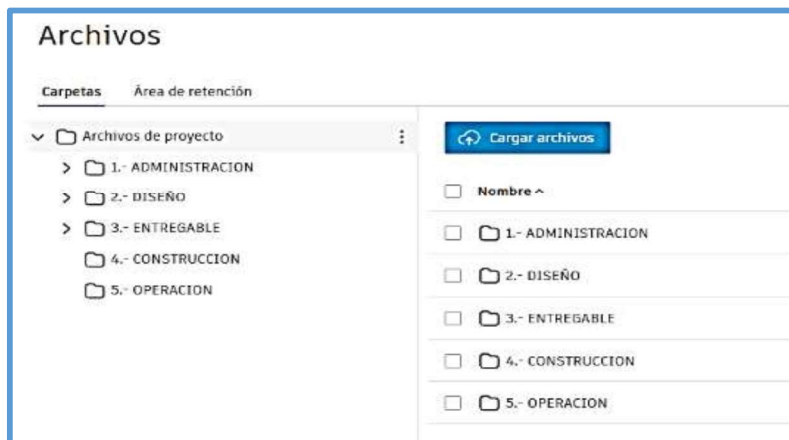 Archivos
Carpetas Área de retención
Archivos de proyecto
1.- ADMINISTRACION
2.- DISEÑO
3.- ENTREGABLE
4.- CONSTRUCCION
5.- OPERACION
Cargar archivos
Nombre
1.- ADMINISTRACION
2.- DISEÑO
3.- ENTREGABLE
4.- CONSTRUCCION
5.- OPERACION